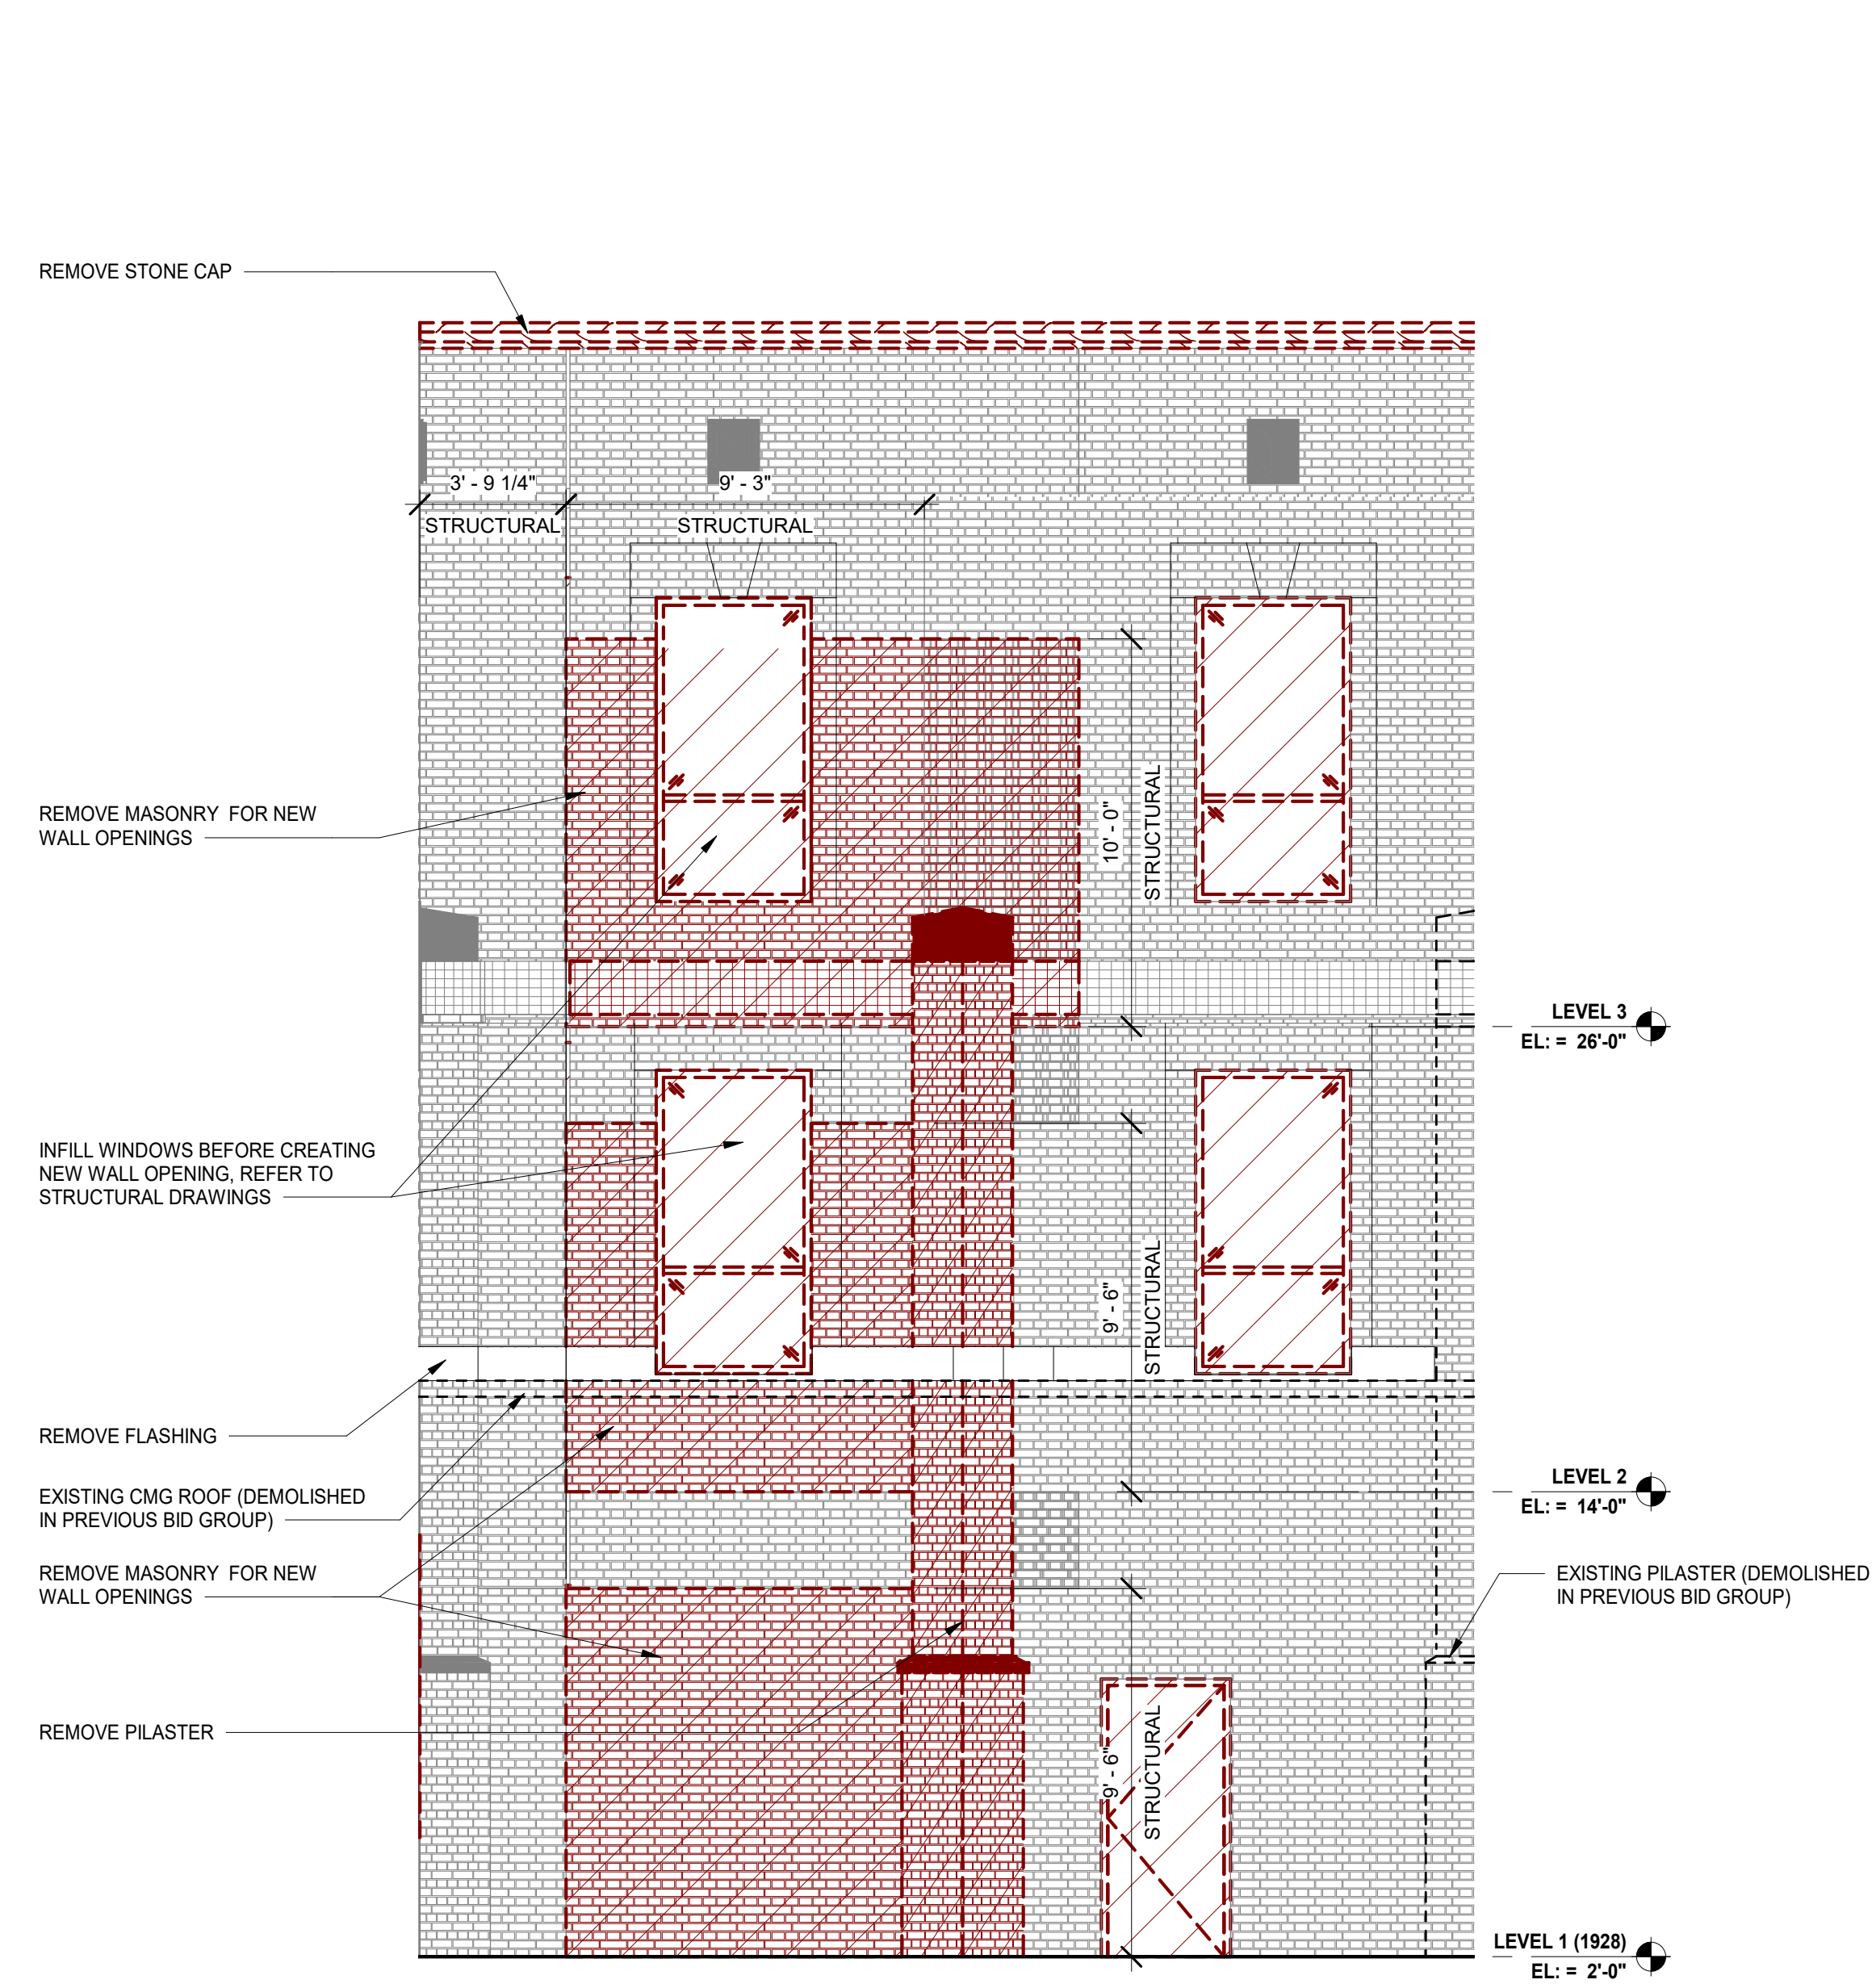 REMOVE STONE CAP
3' - 9 1/4"
9' - 3"
STRUCTURAL
STRUCTURAL
REMOVE MASONRY  FOR NEW
WALL OPENINGS
10' - 0"
STRUCTURAL
LEVEL 3
EL: =  26'-0"
INFILL WINDOWS BEFORE CREATING
NEW WALL OPENING, REFER TO
STRUCTURAL DRAWINGS
9' - 6"
STRUCTURAL
REMOVE FLASHING
EXISTING CMG ROOF (DEMOLISHED
IN PREVIOUS BID GROUP)
LEVEL 2
EL: =  14'-0"
REMOVE MASONRY  FOR NEW
WALL OPENINGS
EXISTING PILASTER (DEMOLISHED
IN PREVIOUS BID GROUP)
REMOVE PILASTER
9' - 6"
STRUCTURAL
LEVEL 1 (1928)
EL: =  2'-0"